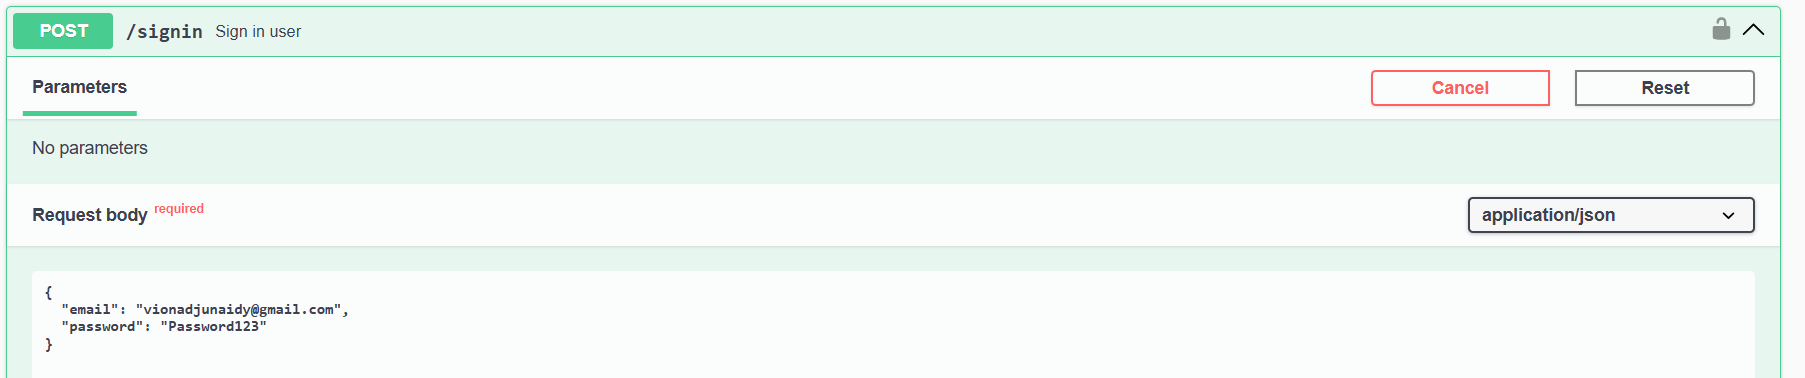 POST /signin Sign in user
Parameters
Cancel
Reset
No parameters
Request body required
application/json
{
  "email": "vionadjunaidy@gmail.com",
  "password": "Password123"
}